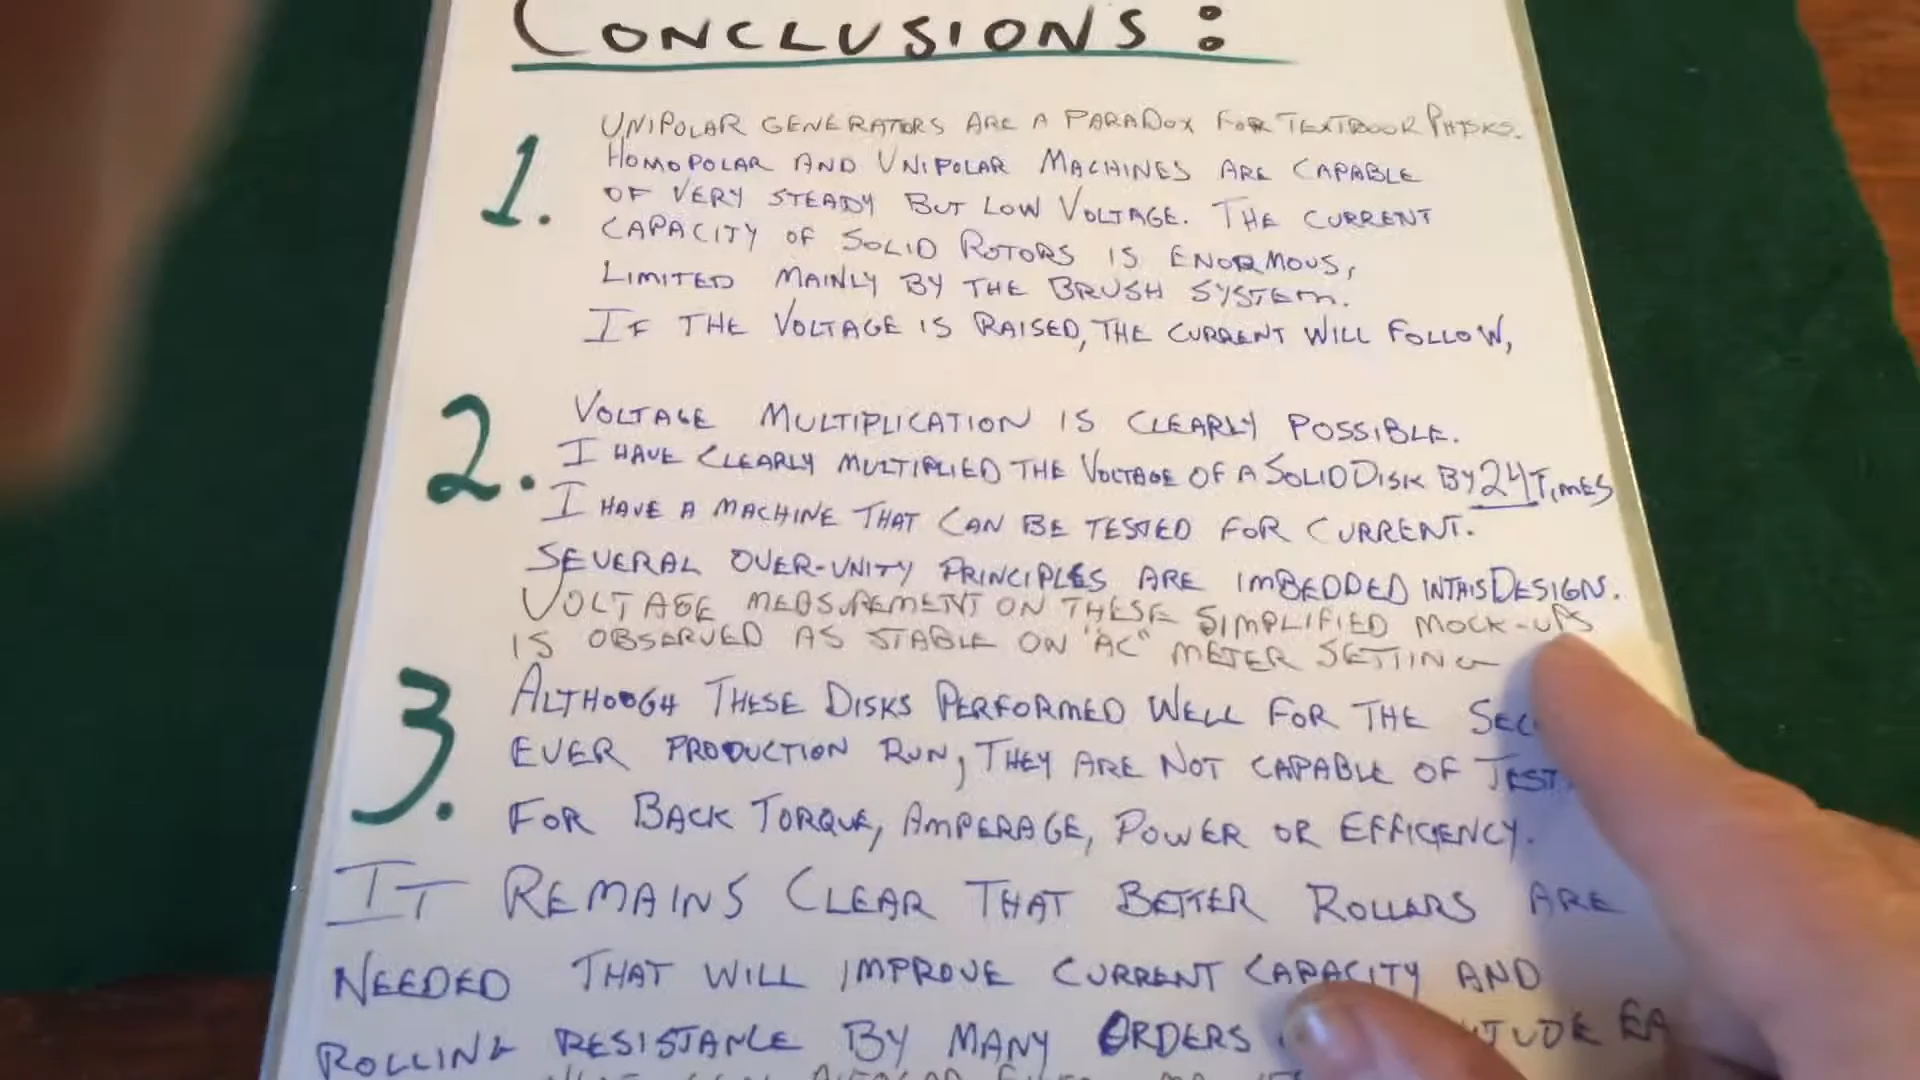 CONCLUSIONS:
1. UNIPOLAR GENERATORS ARE A PARADOX FOR TEXTBOOK PHYSICS.
HOMOPOLAR AND UNIPOLAR MACHINES ARE CAPABLE
OF VERY STEADY BUT LOW VOLTAGE. THE CURRENT
CAPACITY OF SOLID ROTORS IS ENORMOUS,
LIMITED MAINLY BY THE BRUSH SYSTEM.
IF THE VOLTAGE IS RAISED, THE CURRENT WILL FOLLOW,
2. VOLTAGE MULTIPLICATION IS CLEARLY POSSIBLE.
I HAVE CLEARLY MULTIPLIED THE VOLTAGE OF A SOLID DISK BY 24 TIMES
I HAVE A MACHINE THAT CAN BE TESTED FOR CURRENT.
SEVERAL OVER-UNITY PRINCIPLES ARE IMBEDDED IN THIS DESIGN.
VOLTAGE MEASUREMENT ON THESE SIMPLIFIED MOCK-UPS
IS OBSERVED AS STABLE ON "AC" METER SETTING
3. ALTHOUGH THESE DISKS PERFORMED WELL FOR THE SEC
EVER PRODUCTION RUN, THEY ARE NOT CAPABLE OF TEST
FOR BACK TORQUE, AMPERAGE, POWER OR EFFICIENCY.
IT REMAINS CLEAR THAT BETTER ROLLERS ARE
NEEDED THAT WILL IMPROVE CURRENT CAPACITY AND
ROLLING RESISTANCE BY MANY ORDERS